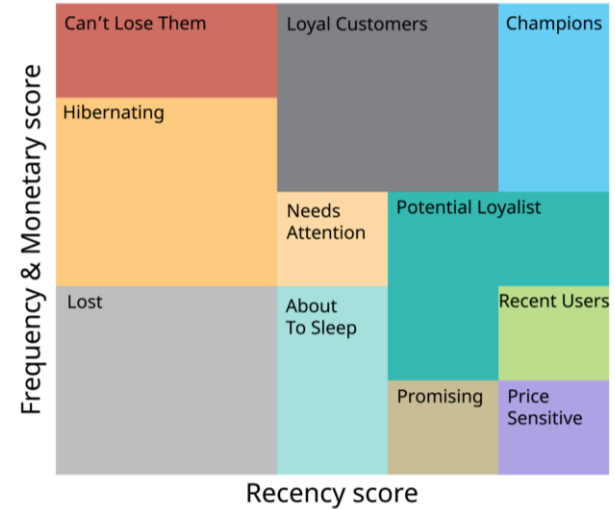 Can’t Lose Them
Loyal Customers
Champions
Hibernating
Needs
Attention
Potential Loyalist
Lost
About
To Sleep
Recent Users
Promising
Price
Sensitive
Frequency & Monetary score
Recency score